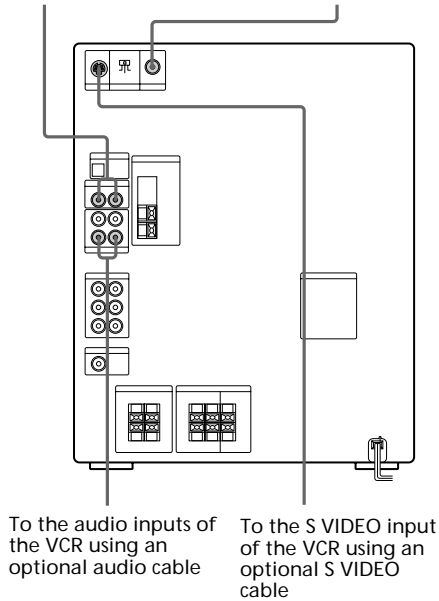 To the audio inputs of
the VCR using an
optional audio cable
To the S VIDEO input
of the VCR using an
optional S VIDEO
cable